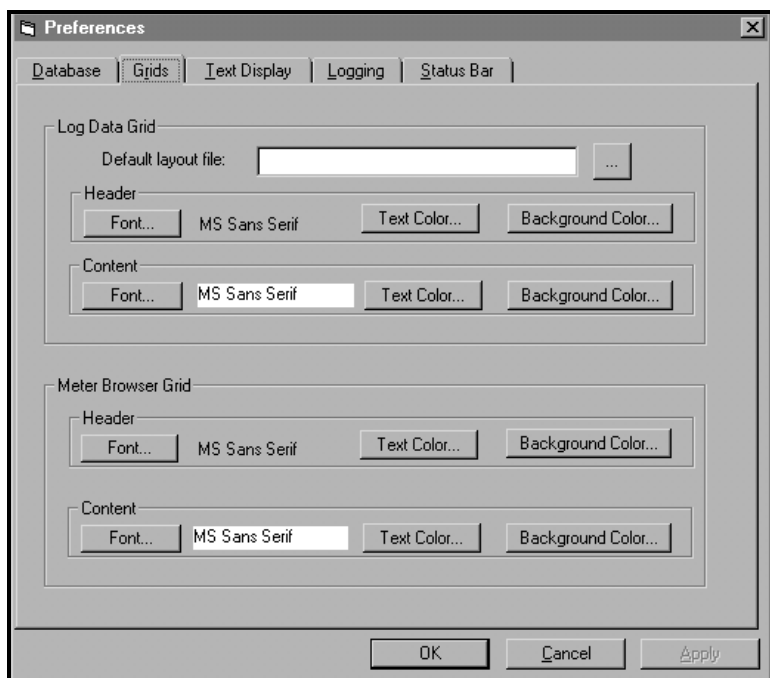 Preferences
Database Grids Text Display Logging Status Bar
Log Data Grid
Default layout file: ...
Header
Font... MS Sans Serif Text Color... Background Color...
Content
Font... MS Sans Serif Text Color... Background Color...
Meter Browser Grid
Header
Font... MS Sans Serif Text Color... Background Color...
Content
Font... MS Sans Serif Text Color... Background Color...
OK Cancel Apply